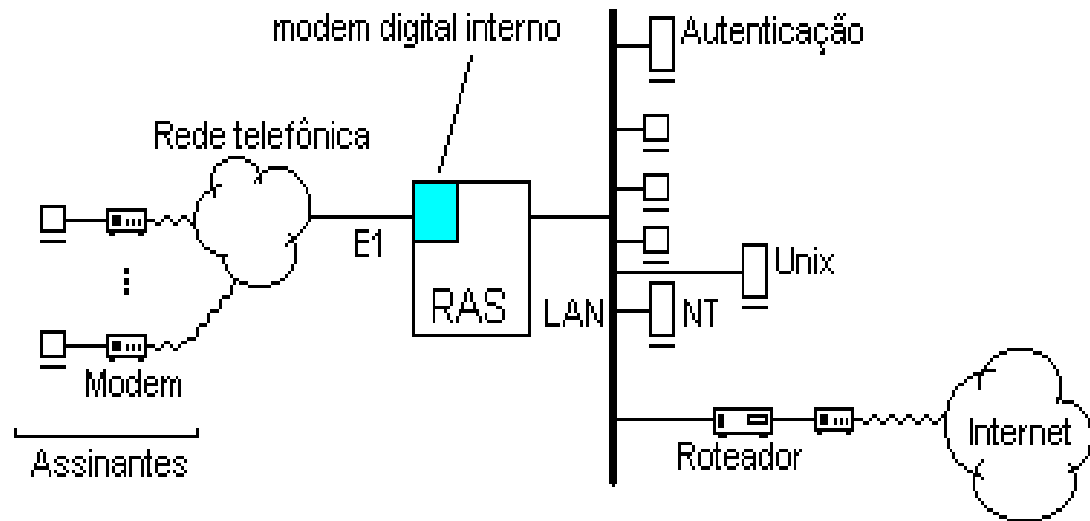 modem digital interno
Autenticação
Rede telefônica
E1
Unix
RAS
LAN
NT
Modem
Roteador
Internet
Assinantes